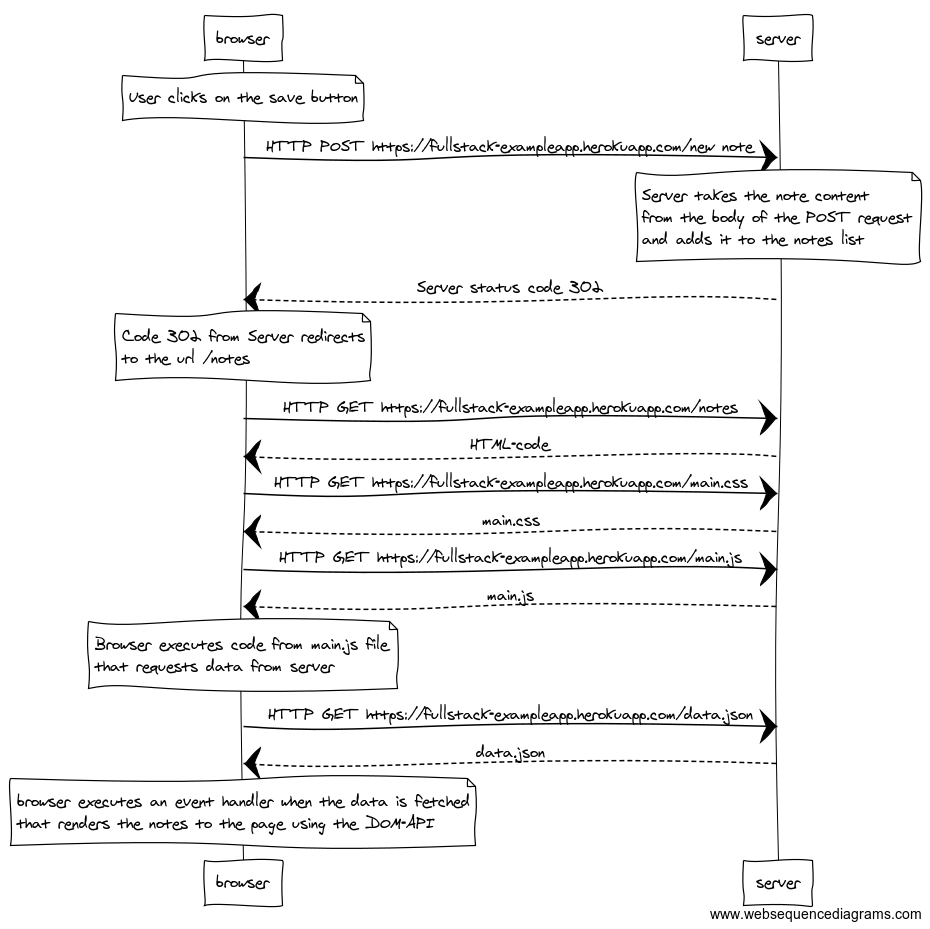 browser
server
User clicks on the save button
HTTP POST https://fullstack-exampleapp.herokuapp.com/new note
Server takes the note content
from the body of the POST request
and adds it to the notes list
Server status code 302
Code 302 from Server redirects
to the url /notes
HTTP GET https://fullstack-exampleapp.herokuapp.com/notes
HTML-code
HTTP GET https://fullstack-exampleapp.herokuapp.com/main.css
main.css
HTTP GET https://fullstack-exampleapp.herokuapp.com/main.js
main.js
Browser executes code from main.js file
that requests data from server
HTTP GET https://fullstack-exampleapp.herokuapp.com/data.json
data.json
browser executes an event handler when the data is fetched
that renders the notes to the page using the DOM-API
browser
server
www.websequencediagrams.com